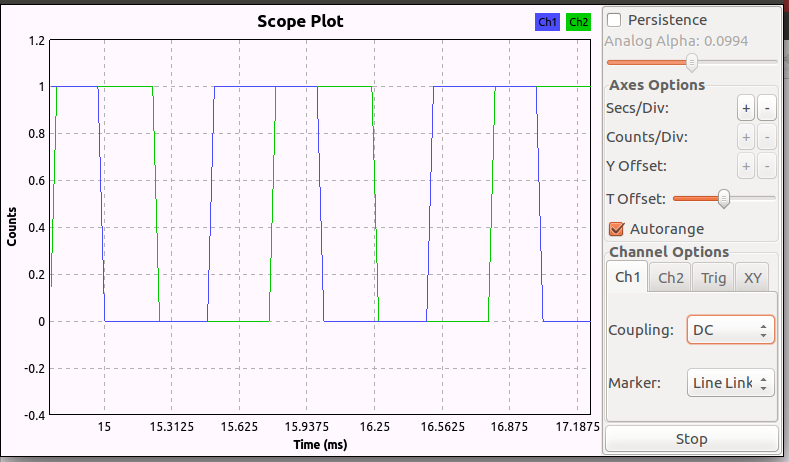 Scope Plot
Ch1 Ch2
1.2
1
0.8
0.6
0.4
0.2
0
-0.2
-0.4
Counts
15 15.3125 15.625 15.9375 16.25 16.5625 16.875 17.1875
Time (ms)
Persistence
Analog Alpha: 0.0994
Axes Options
Secs/Div: + -
Counts/Div: + -
Y Offset: + -
T Offset:
Autorange
Channel Options
Ch1 Ch2 Trig XY
Coupling: DC
Marker: Line Link
Stop